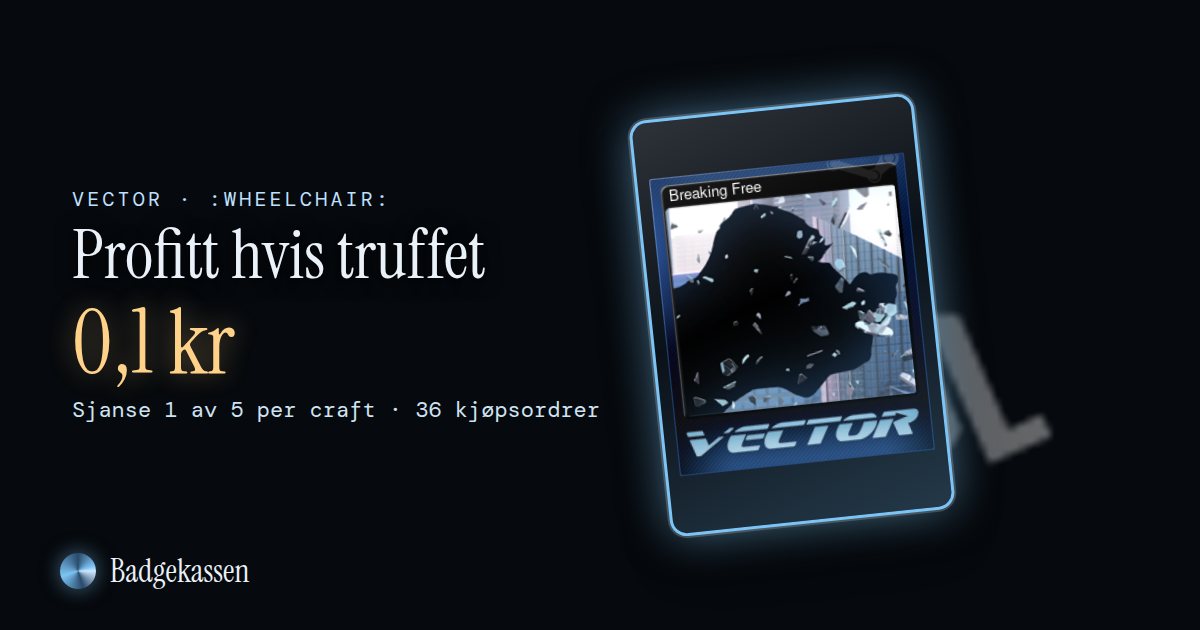 VECTOR · :WHEELCHAIR:
Profitt hvis truffet
0,1 kr
Sjanse 1 av 5 per craft · 36 kjøpsordrer
Breaking Free
VECTOR
Badgekassen